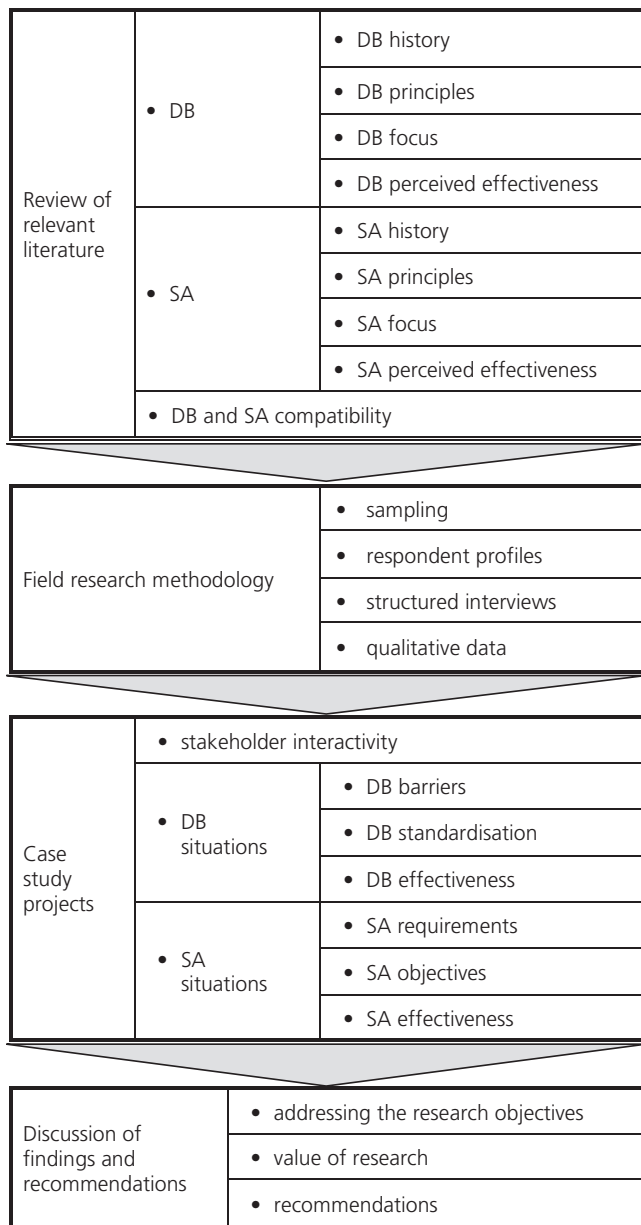 Review of
relevant
literature
• DB
• DB history
• DB principles
• DB focus
• DB perceived effectiveness
• SA
• SA history
• SA principles
• SA focus
• SA perceived effectiveness
• DB and SA compatibility
Field research methodology
• sampling
• respondent profiles
• structured interviews
• qualitative data
Case
study
projects
• stakeholder interactivity
• DB
situations
• DB barriers
• DB standardisation
• DB effectiveness
• SA
situations
• SA requirements
• SA objectives
• SA effectiveness
Discussion of
findings and
recommendations
• addressing the research objectives
• value of research
• recommendations